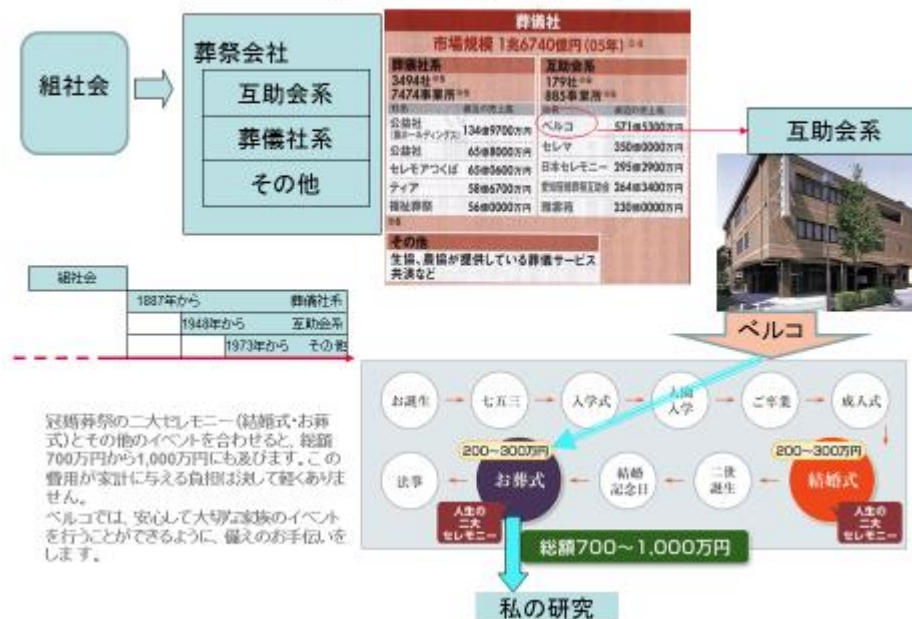 組社会
葬祭会社
互助会系
葬儀社系
その他
葬儀社
市場規模 1兆6740億円(05年)
葬儀社系
3494社
7474事業所
公益社
134億9700万円
公益社 65億8000万円
セレモアつくば 65億3600万円
ティア 58億6700万円
福祉葬祭 56億0000万円
互助会系
179社
885事業所
ベルコ 571億5300万円
セレマ 350億0000万円
日本セレモニー 295億2900万円
264億3400万円
230億0000万円
その他
生協、農協が提供している葬儀サービス
共済など
互助会系
ベルコ
組社会
1887年から 葬儀社系
1948年から 互助会系
1973年から その他
冠婚葬祭の二大セレモニー(結婚式・お葬
式)とその他のイベントを合わせると、総額
700万円から1,000万円にも及びます。この
費用が家計に与える負担は決して軽くありま
せん。
ベルコでは、安心して大切な家族のイベント
を行うことができるように、備えのお手伝いを
します。
お誕生
七五三
入学式
入学
ご卒業
成人式
200〜300万円
結婚式
人生の
二大
セレモニー
二世
誕生
結婚
記念日
200〜300万円
お葬式
人生の
二大
セレモニー
法事
総額700〜1,000万円
私の研究